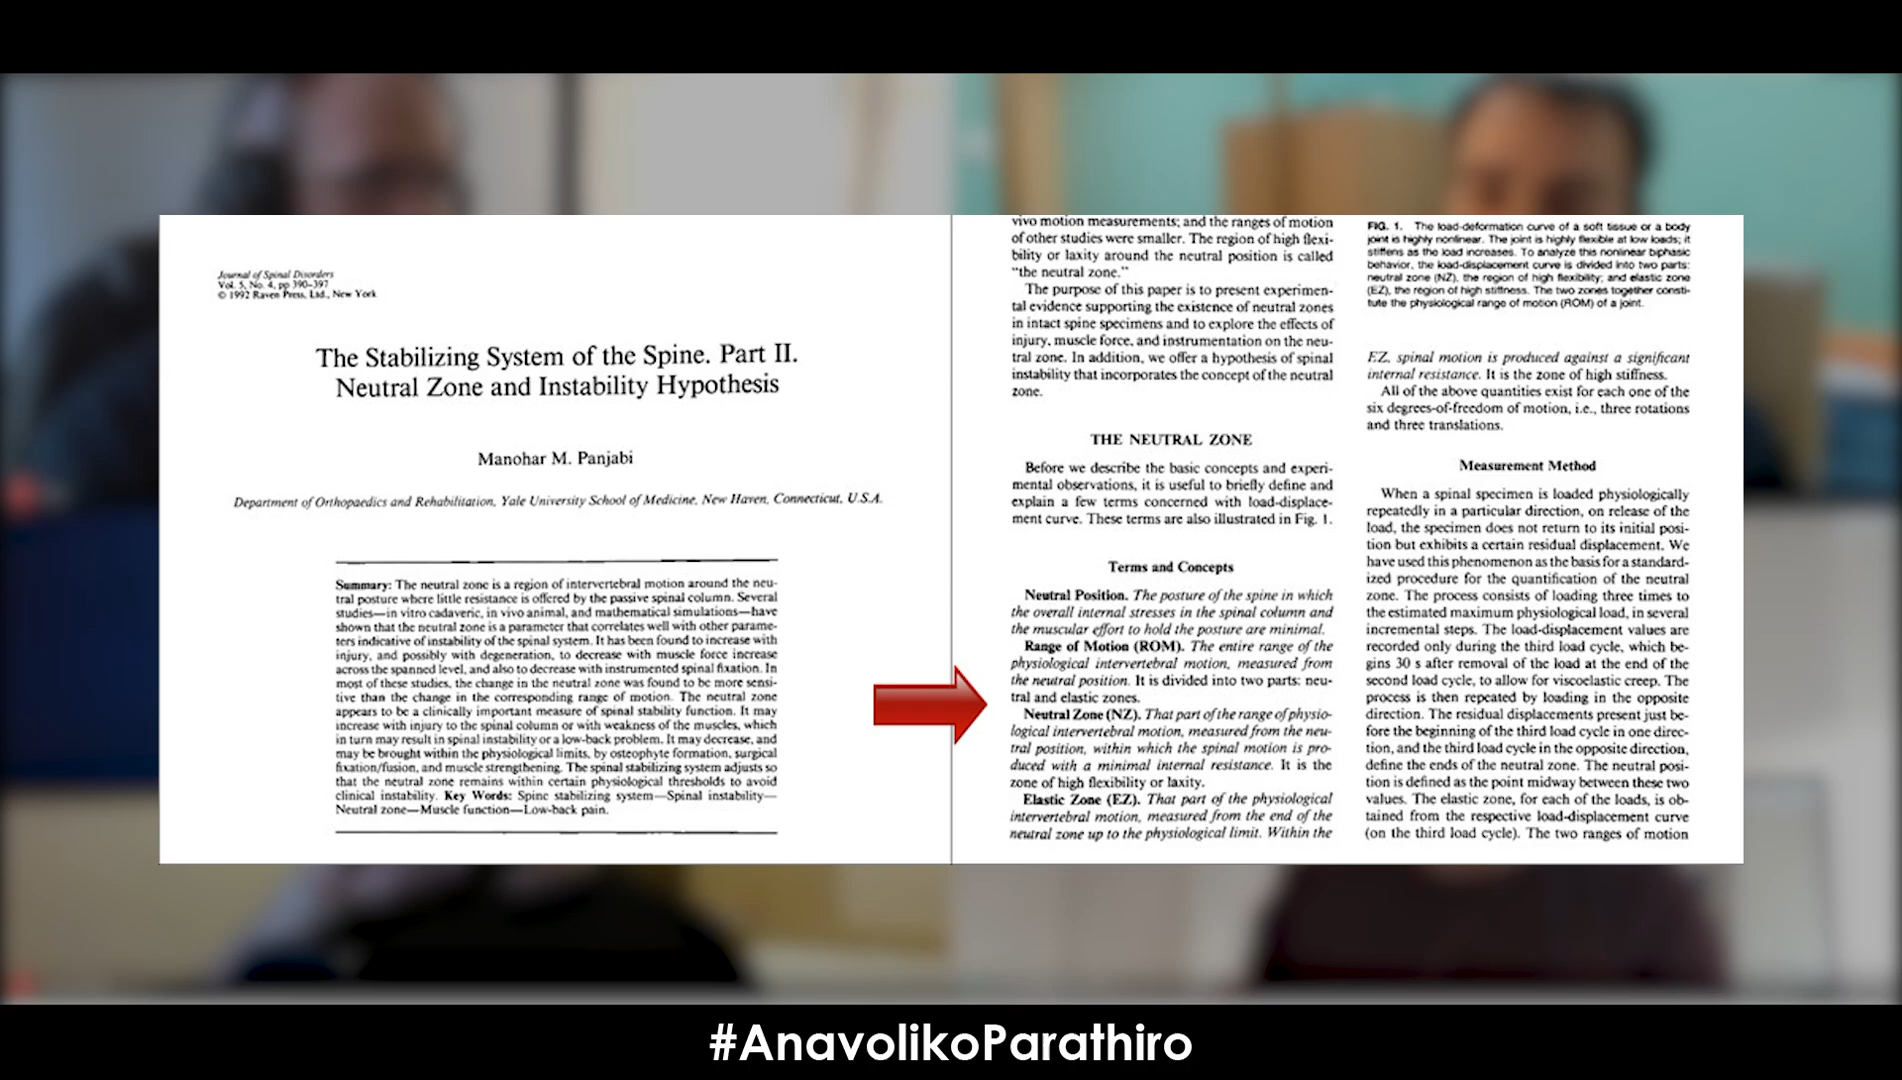 Journal of Spinal Disorders
Vol. 5, No. 4, pp 390–397
© 1992 Raven Press, Ltd., New York
The Stabilizing System of the Spine. Part II.
Neutral Zone and Instability Hypothesis
Manohar M. Panjabi
Department of Orthopaedics and Rehabilitation, Yale University School of Medicine, New Haven, Connecticut, U.S.A.
Summary: The neutral zone is a region of intervertebral motion around the neu-
tral posture where little resistance is offered by the passive spinal column. Several
studies—in vitro cadaveric, in vivo animal, and mathematical simulations—have
shown that the neutral zone is a parameter that correlates well with other parame-
ters indicative of instability of the spinal system. It has been found to increase with
injury, and possibly with degeneration, to decrease with muscle force increase
across the spanned level, and also to decrease with instrumented spinal fixation. In
most of these studies, the change in the neutral zone was found to be more sensi-
tive than the change in the corresponding range of motion. The neutral zone
appears to be a clinically important measure of spinal stability function. It may
increase with injury to the spinal column or with weakness of the muscles, which
in turn may result in spinal instability or a low-back problem. It may decrease, and
may be brought within the physiological limits, by osteophyte formation, surgical
fixation/fusion, and muscle strengthening. The spinal stabilizing system adjusts so
that the neutral zone remains within certain physiological thresholds to avoid
clinical instability. Key Words: Spine stabilizing system—Spinal instability—
Neutral zone—Muscle function—Low-back pain.
vivo motion measurements; and the ranges of motion
of other studies were smaller. The region of high flexi-
bility or laxity around the neutral position is called
"the neutral zone."
The purpose of this paper is to present experimen-
tal evidence supporting the existence of neutral zones
in intact spine specimens and to explore the effects of
injury, muscle force, and instrumentation on the neu-
tral zone. In addition, we offer a hypothesis of spinal
instability that incorporates the concept of the neutral
zone.
THE NEUTRAL ZONE
Before we describe the basic concepts and experi-
mental observations, it is useful to briefly define and
explain a few terms concerned with load-displace-
ment curve. These terms are also illustrated in Fig. 1.
Terms and Concepts
Neutral Position. The posture of the spine in which
the overall internal stresses in the spinal column and
the muscular effort to hold the posture are minimal.
Range of Motion (ROM). The entire range of the
physiological intervertebral motion, measured from
the neutral position. It is divided into two parts: neu-
tral and elastic zones.
Neutral Zone (NZ). That part of the range of physio-
logical intervertebral motion, measured from the neu-
tral position, within which the spinal motion is pro-
duced with a minimal internal resistance. It is the
zone of high flexibility or laxity.
Elastic Zone (EZ). That part of the physiological
intervertebral motion, measured from the end of the
neutral zone up to the physiological limit. Within the
FIG. 1. The load-deformation curve of a soft tissue or a body
joint is highly nonlinear. The joint is highly flexible at low loads; it
stiffens as the load increases. To analyze this nonlinear biphasic
behavior, the load-displacement curve is divided into two parts:
neutral zone (NZ), the region of high flexibility; and elastic zone
(EZ), the region of high stiffness. The two zones together consti-
tute the physiological range of motion (ROM) of a joint.
EZ, spinal motion is produced against a significant
internal resistance. It is the zone of high stiffness.
All of the above quantities exist for each one of the
six degrees-of-freedom of motion, i.e., three rotations
and three translations.
Measurement Method
When a spinal specimen is loaded physiologically
repeatedly in a particular direction, on release of the
load, the specimen does not return to its initial posi-
tion but exhibits a certain residual displacement. We
have used this phenomenon as the basis for a standard-
ized procedure for the quantification of the neutral
zone. The process consists of loading three times to
the estimated maximum physiological load, in several
incremental steps. The load-displacement values are
recorded only during the third load cycle, which be-
gins 30 s after removal of the load at the end of the
second load cycle, to allow for viscoelastic creep. The
process is then repeated by loading in the opposite
direction. The residual displacements present just be-
fore the beginning of the third load cycle in one direc-
tion, and the third load cycle in the opposite direction,
define the ends of the neutral zone. The neutral posi-
tion is defined as the point midway between these two
values. The elastic zone, for each of the loads, is ob-
tained from the respective load-displacement curve
(on the third load cycle). The two ranges of motion
#AnavolikoParathiro